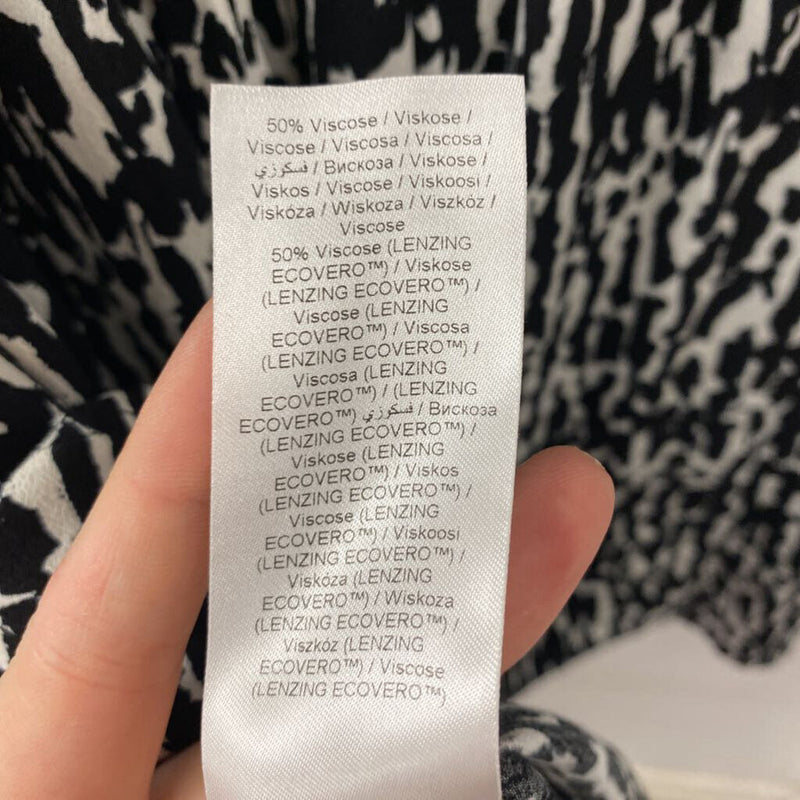 50% Viscose / Viskose /
Viscose / Viscosa / Viscosa /
فسكوزي / Вискоза / Viskose /
Viskos / Viscose / Viskoosi /
Viskóza / Wiskoza / Viszkóz /
Viscose
50% Viscose (LENZING
ECOVERO™) / Viskose
(LENZING ECOVERO™) /
Viscose (LENZING
ECOVERO™) / Viscosa
(LENZING ECOVERO™) /
Viscosa (LENZING
ECOVERO™) / (LENZING
ECOVERO™) فسكوزي / Вискоза
(LENZING ECOVERO™) /
Viskose (LENZING
ECOVERO™) / Viskos
(LENZING ECOVERO™) /
Viscose (LENZING
ECOVERO™) / Viskoosi
(LENZING ECOVERO™) /
Viskóza (LENZING
ECOVERO™) / Wiskoza
(LENZING ECOVERO™) /
Viszkóz (LENZING
ECOVERO™) / Viscose
(LENZING ECOVERO™)